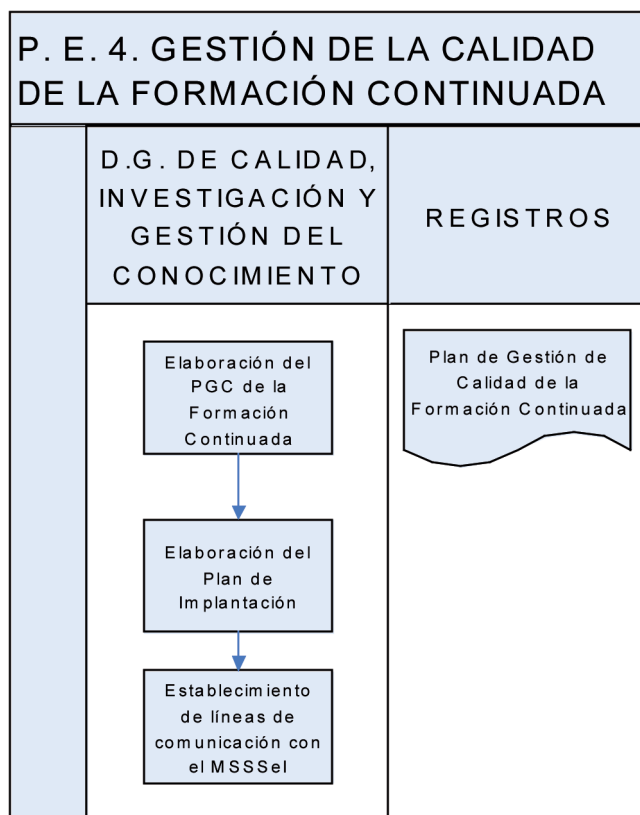 P. E. 4. GESTIÓN DE LA CALIDAD
DE LA FORMACIÓN CONTINUADA
D.G. DE CALIDAD,
INVESTIGACIÓN Y
GESTIÓN DEL
CONOCIMIENTO
REGISTROS
Elaboración del
PGC de la
Formación
Continuada
Plan de Gestión de
Calidad de la
Formación Continuada
Elaboración del
Plan de
Implantación
Establecimiento
de líneas de
comunicación con
el MSSSeI